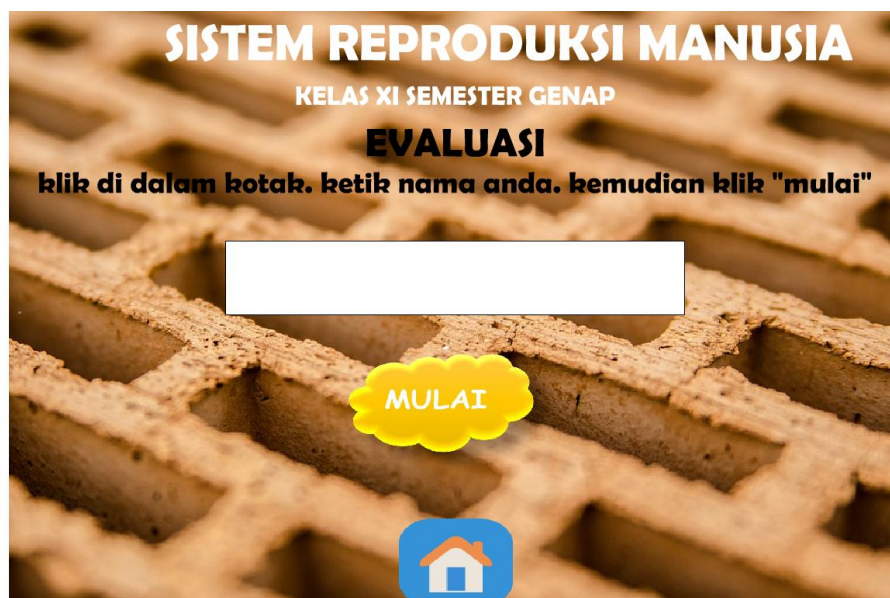 SISTEM REPRODUKSI MANUSIA
KELAS XI SEMESTER GENAP
EVALUASI
klik di dalam kotak. ketik nama anda. kemudian klik "mulai"
MULAI